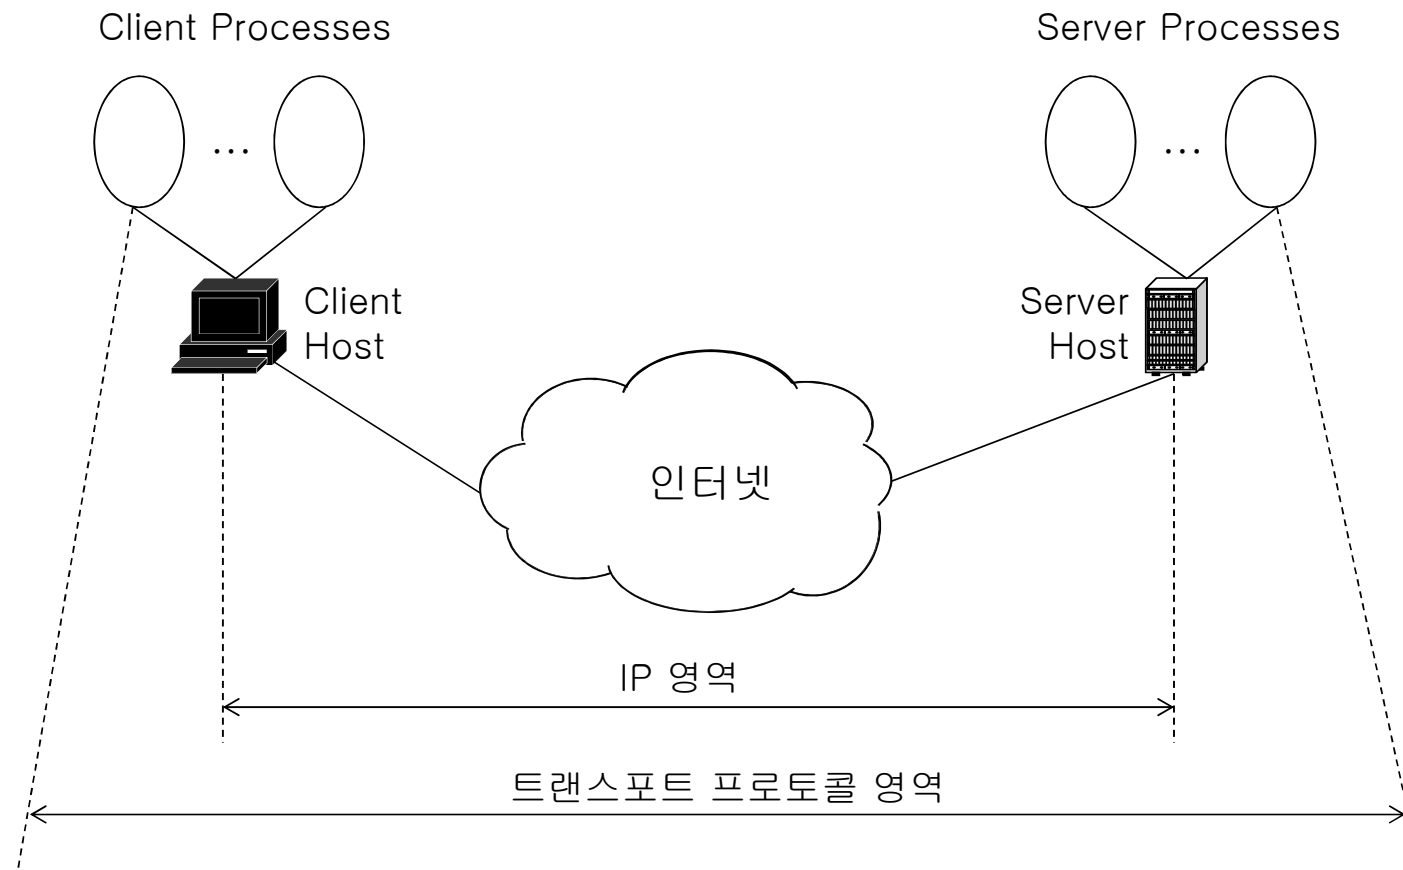 Client Processes
Server Processes
...
...
Client
Host
Server
Host
인터넷
IP 영역
트랜스포트 프로토콜 영역